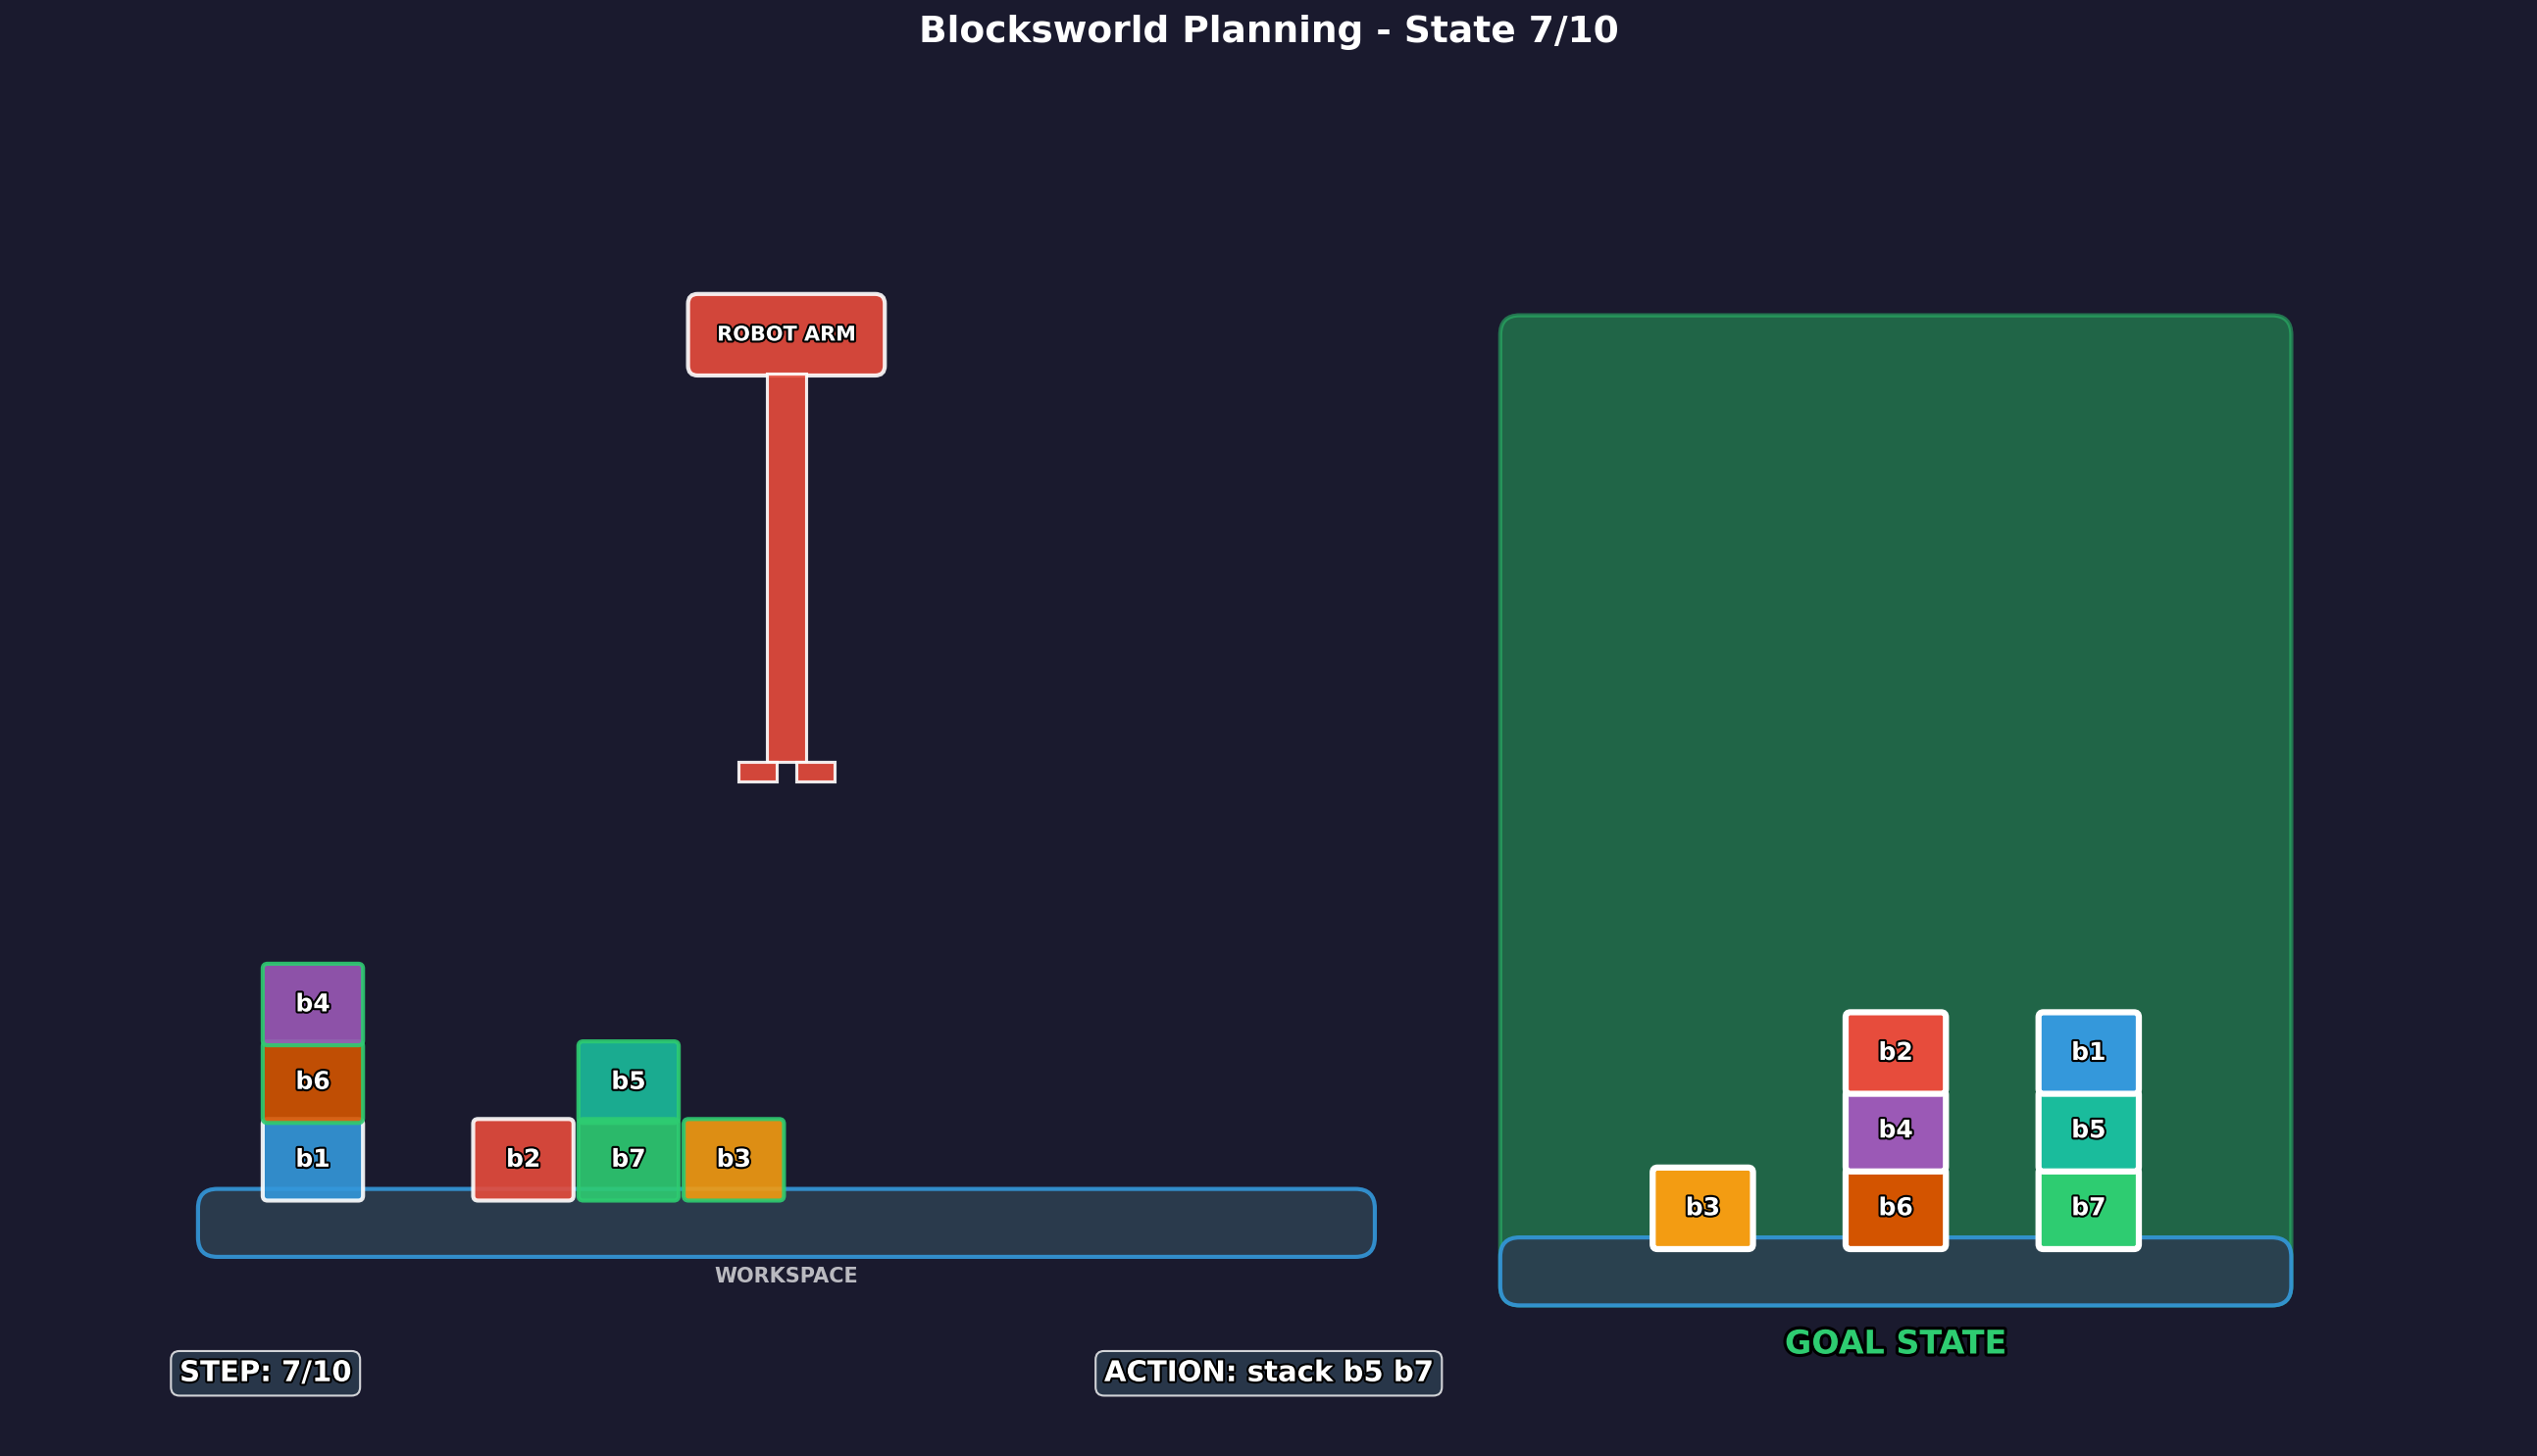 Blocksworld Planning - State 7/10
ROBOT ARM
b4
b6
b5
b1
b2
b7
b3
WORKSPACE
b2
b1
b4
b5
b3
b6
b7
GOAL STATE
STEP: 7/10
ACTION: stack b5 b7